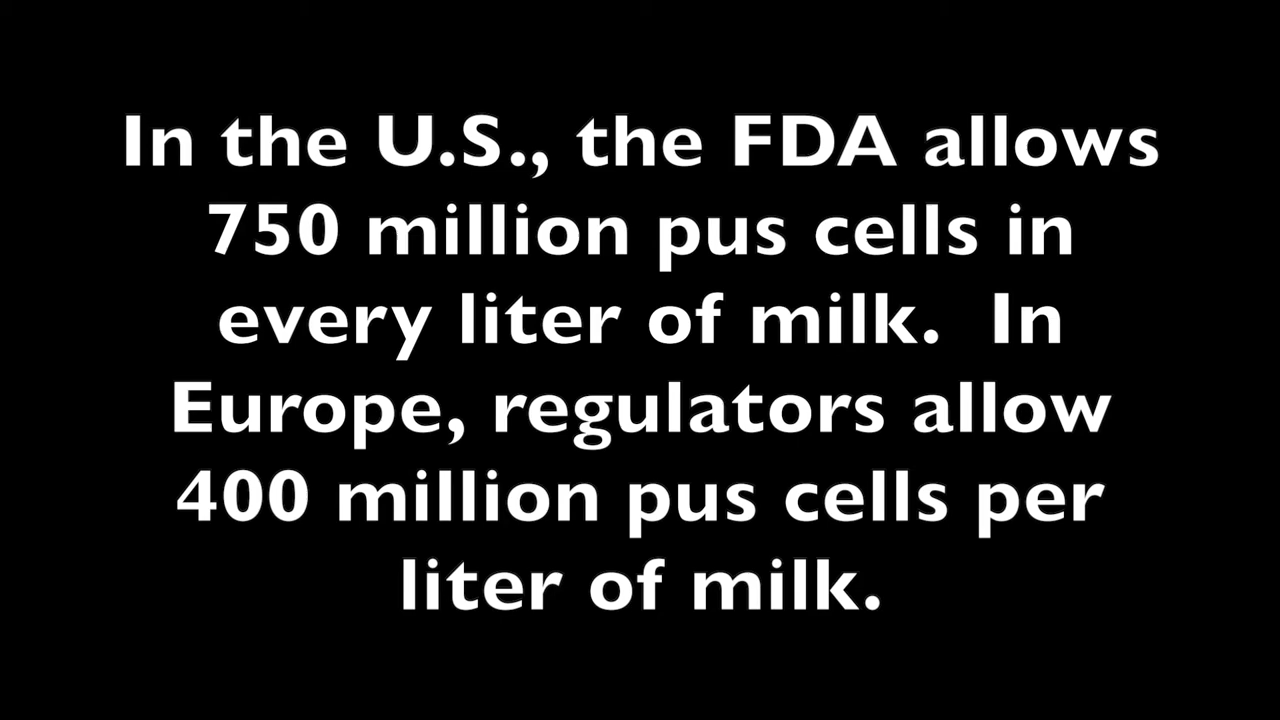 In the U.S., the FDA allows
750 million pus cells in
every liter of milk.  In
Europe, regulators allow
400 million pus cells per
liter of milk.